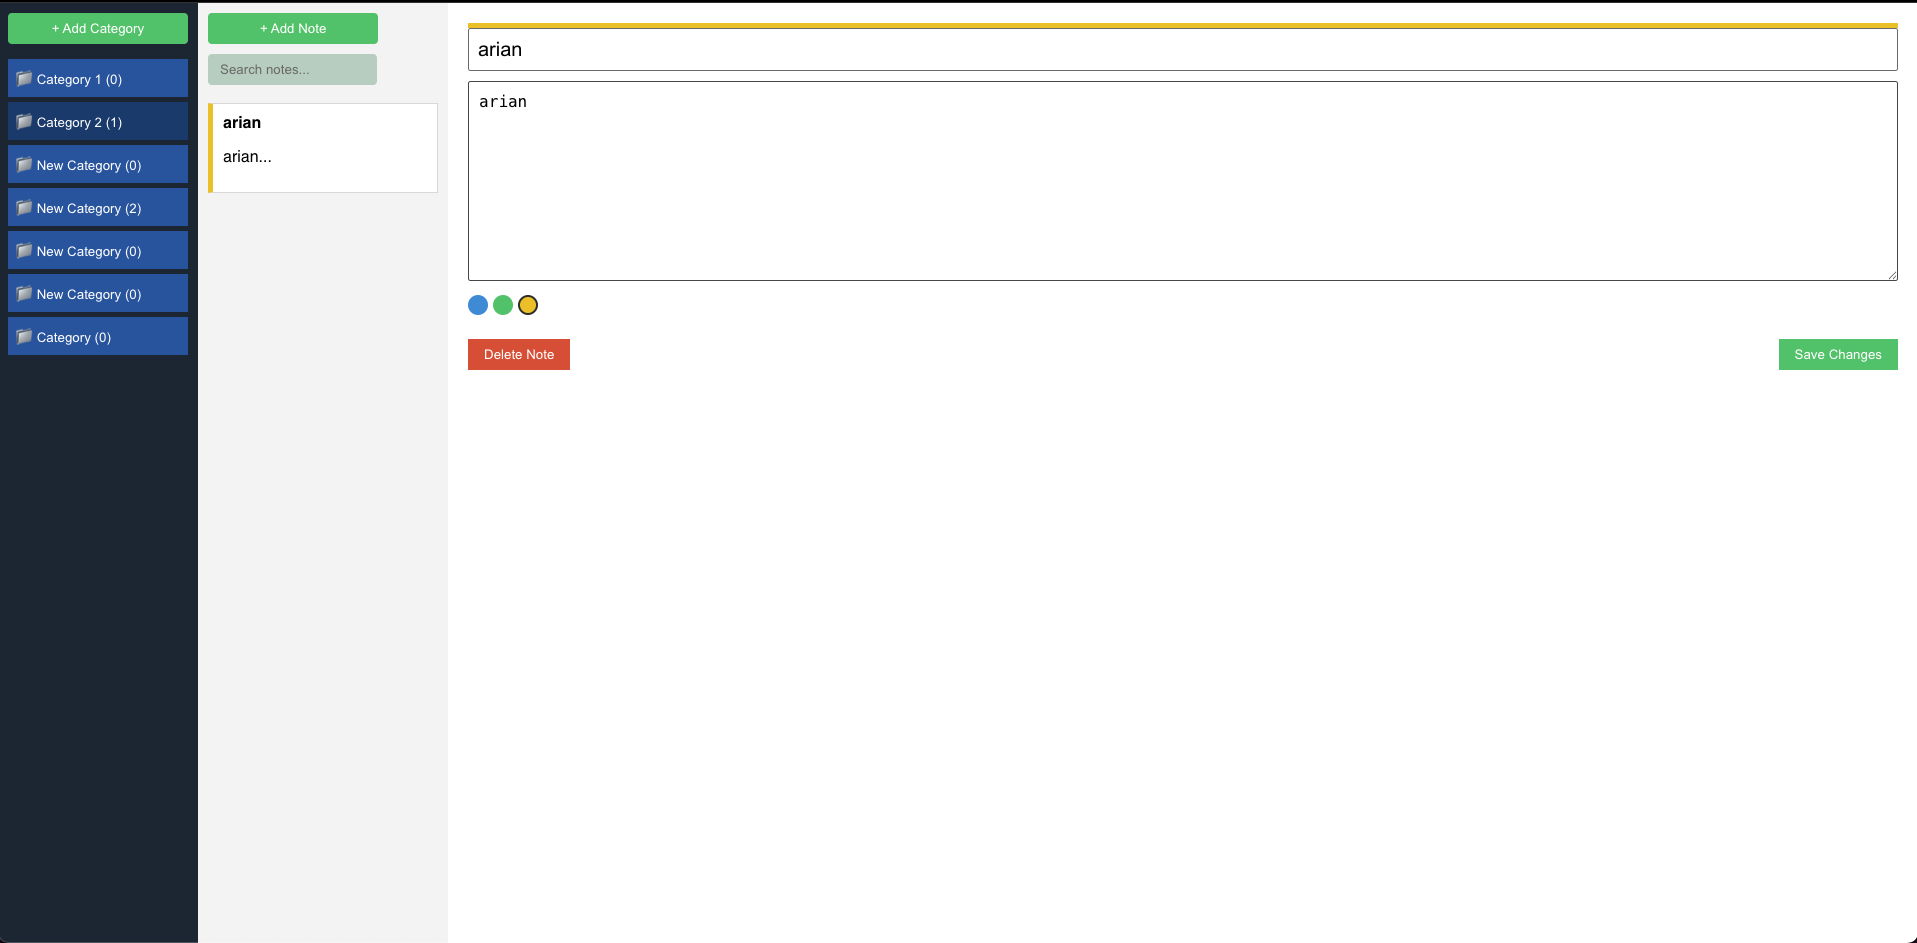 + Add Category
Category 1 (0)
Category 2 (1)
New Category (0)
New Category (2)
New Category (0)
New Category (0)
Category (0)
+ Add Note
Search notes...
arian
arian...
arian
arian
Delete Note
Save Changes